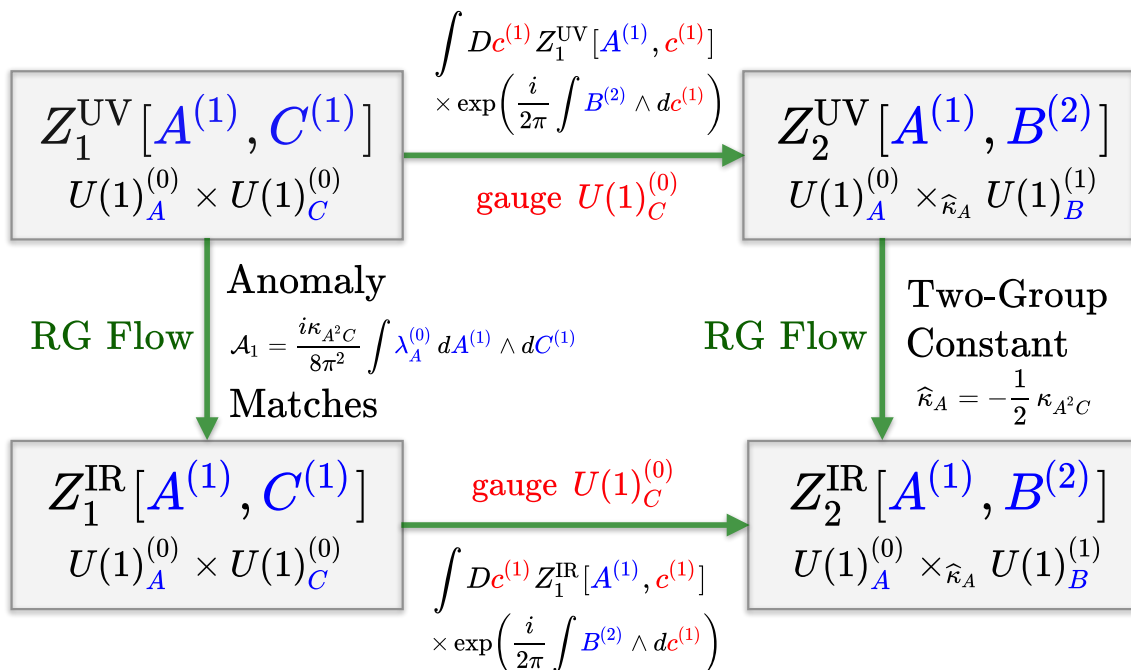 ∫ Dc^{(1)} Z_1^{UV}[A^{(1)}, c^{(1)}]
× exp(i/2π ∫ B^{(2)} ∧ dc^{(1)})
Z_1^{UV}[A^{(1)}, C^{(1)}]
U(1)_A^{(0)} × U(1)_C^{(0)}
gauge U(1)_C^{(0)}
Z_2^{UV}[A^{(1)}, B^{(2)}]
U(1)_A^{(0)} ×_{κ̂_A} U(1)_B^{(1)}
RG Flow
Anomaly
𝒜_1 = iκ_{A²C}/8π² ∫ λ_A^{(0)} dA^{(1)} ∧ dC^{(1)}
Matches
RG Flow
Two-Group
Constant
κ̂_A = −1/2 κ_{A²C}
Z_1^{IR}[A^{(1)}, C^{(1)}]
U(1)_A^{(0)} × U(1)_C^{(0)}
gauge U(1)_C^{(0)}
∫ Dc^{(1)} Z_1^{IR}[A^{(1)}, c^{(1)}]
× exp(i/2π ∫ B^{(2)} ∧ dc^{(1)})
Z_2^{IR}[A^{(1)}, B^{(2)}]
U(1)_A^{(0)} ×_{κ̂_A} U(1)_B^{(1)}